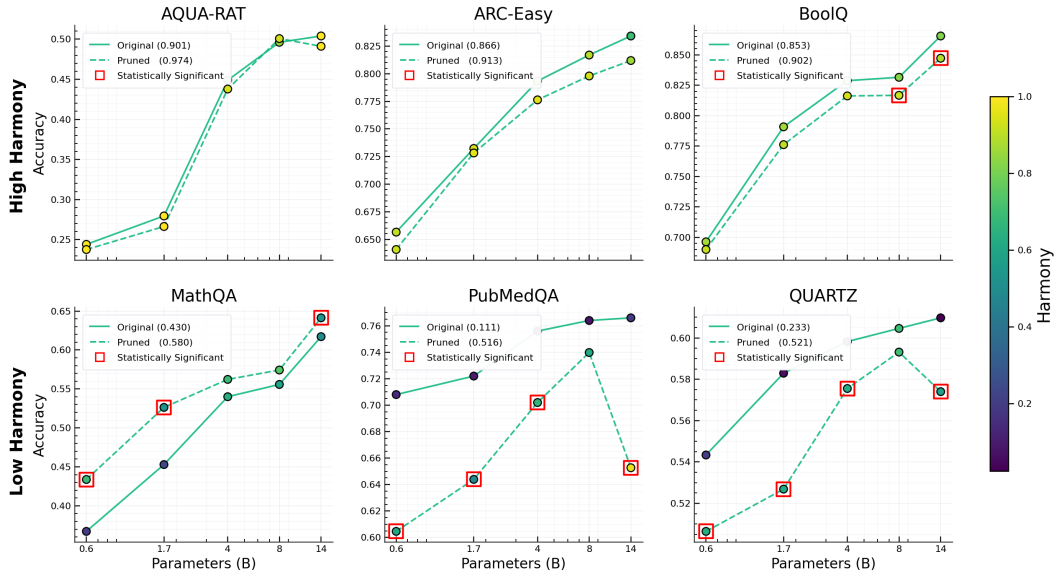 AQUA-RAT
ARC-Easy
BoolQ
High Harmony
Accuracy
0.50
0.45
0.40
0.35
0.30
0.25
Original (0.901)
Pruned (0.974)
Statistically Significant
0.825
0.800
0.775
0.750
0.725
0.700
0.675
0.650
Original (0.866)
Pruned (0.913)
Statistically Significant
0.850
0.825
0.800
0.775
0.750
0.725
0.700
Original (0.853)
Pruned (0.902)
Statistically Significant
MathQA
PubMedQA
QUARTZ
Low Harmony
Accuracy
0.65
0.60
0.55
0.50
0.45
0.40
Original (0.430)
Pruned (0.580)
Statistically Significant
0.6 1.7 4 8 14
Parameters (B)
0.76
0.74
0.72
0.70
0.68
0.66
0.64
0.62
0.60
Original (0.111)
Pruned (0.516)
Statistically Significant
0.6 1.7 4 8 14
Parameters (B)
0.60
0.58
0.56
0.54
0.52
Original (0.233)
Pruned (0.521)
Statistically Significant
0.6 1.7 4 8 14
Parameters (B)
1.0
0.8
0.6
0.4
0.2
Harmony